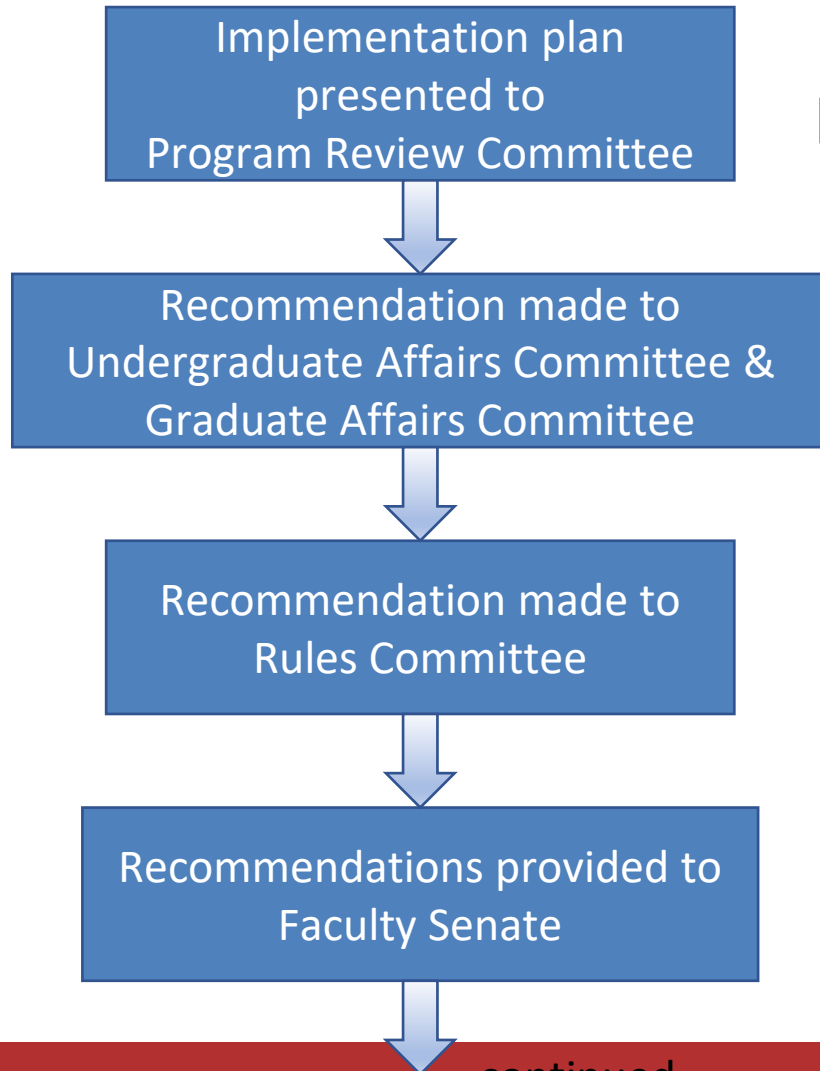 Implementation plan
presented to
Program Review Committee
Recommendation made to
Undergraduate Affairs Committee &
Graduate Affairs Committee
Recommendation made to
Rules Committee
Recommendations provided to
Faculty Senate
continued